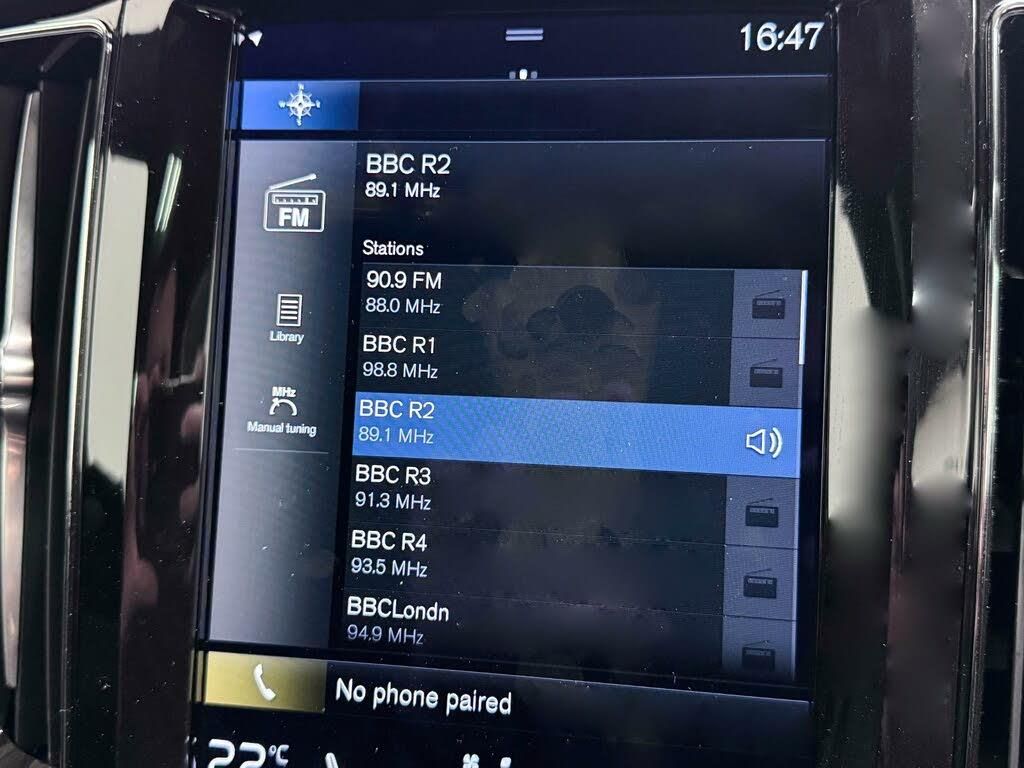 16:47
BBC R2
89.1 MHz
FM
Stations
90.9 FM
88.0 MHz
Library
BBC R1
98.8 MHz
MHz
Manual tuning
BBC R2
89.1 MHz
BBC R3
91.3 MHz
BBC R4
93.5 MHz
BBCLondn
94.9 MHz
No phone paired
22°C